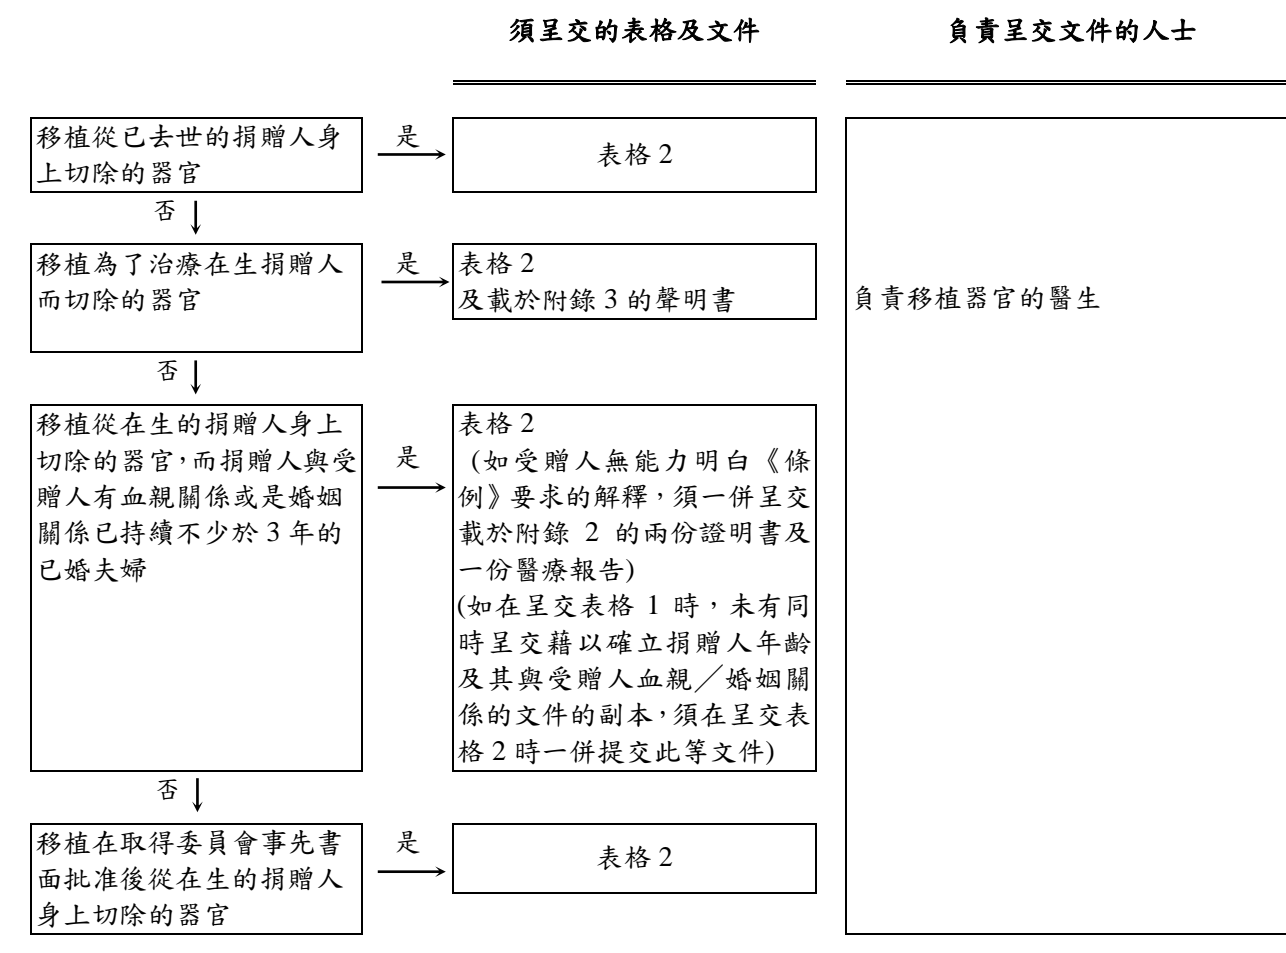 須呈交的表格及文件
負責呈交文件的人士
移植從已去世的捐贈人身
上切除的器官
是
表格 2
否
移植為了治療在生捐贈人
而切除的器官
是
表格 2
及載於附錄 3 的聲明書
負責移植器官的醫生
否
移植從在生的捐贈人身上
切除的器官，而捐贈人與受
贈人有血親關係或是婚姻
關係已持續不少於 3 年的
已婚夫婦
是
表格 2
(如受贈人無能力明白《條
例》要求的解釋，須一併呈交
載於附錄 2 的兩份證明書及
一份醫療報告)
(如在呈交表格 1 時，未有同
時呈交藉以確立捐贈人年齡
及其與受贈人血親／婚姻關
係的文件的副本，須在呈交表
格 2 時一併提交此等文件)
否
移植在取得委員會事先書
面批准後從在生的捐贈人
身上切除的器官
是
表格 2